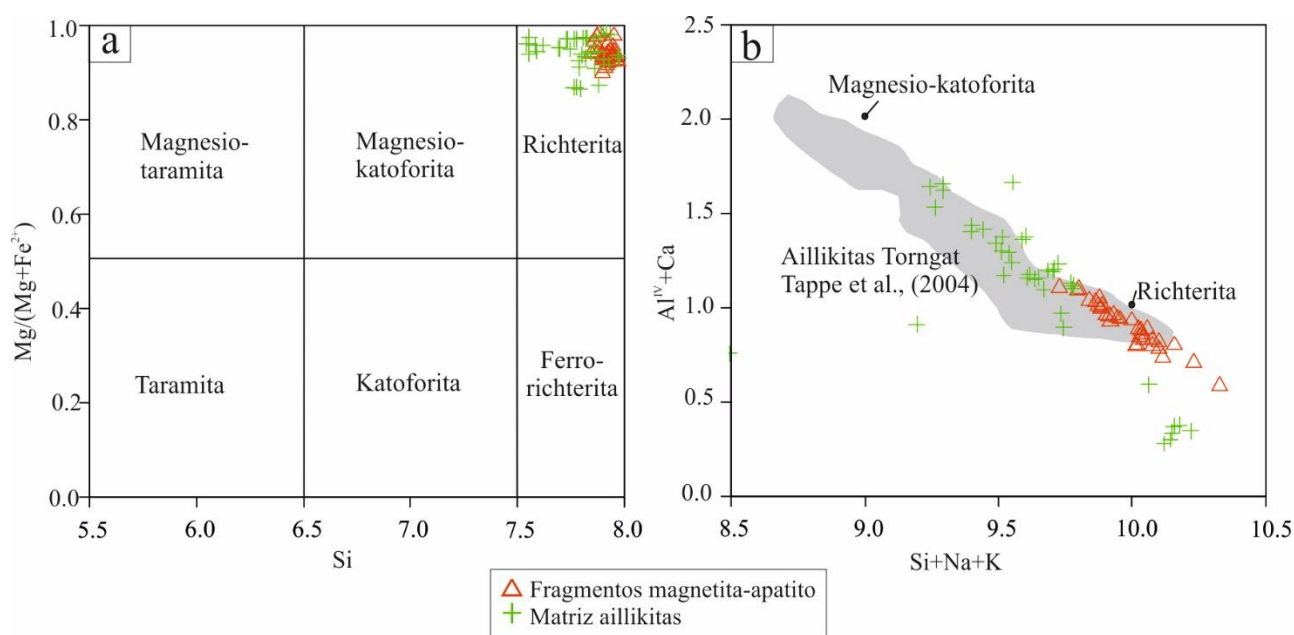 a
1.0
0.8
0.6
0.4
0.2
0.0
Mg/(Mg+Fe²⁺)
Magnesio-
taramita
Magnesio-
katoforita
Richterita
Taramita
Katoforita
Ferro-
richterita
5.5
6.0
6.5
7.0
7.5
8.0
Si
b
2.5
2.0
1.5
1.0
0.5
0.0
Alᴵⱽ+Ca
Magnesio-katoforita
Aillikitas Torngat
Tappe et al., (2004)
Richterita
8.5
9.0
9.5
10.0
10.5
Si+Na+K
Fragmentos magnetita-apatito
Matriz aillikitas